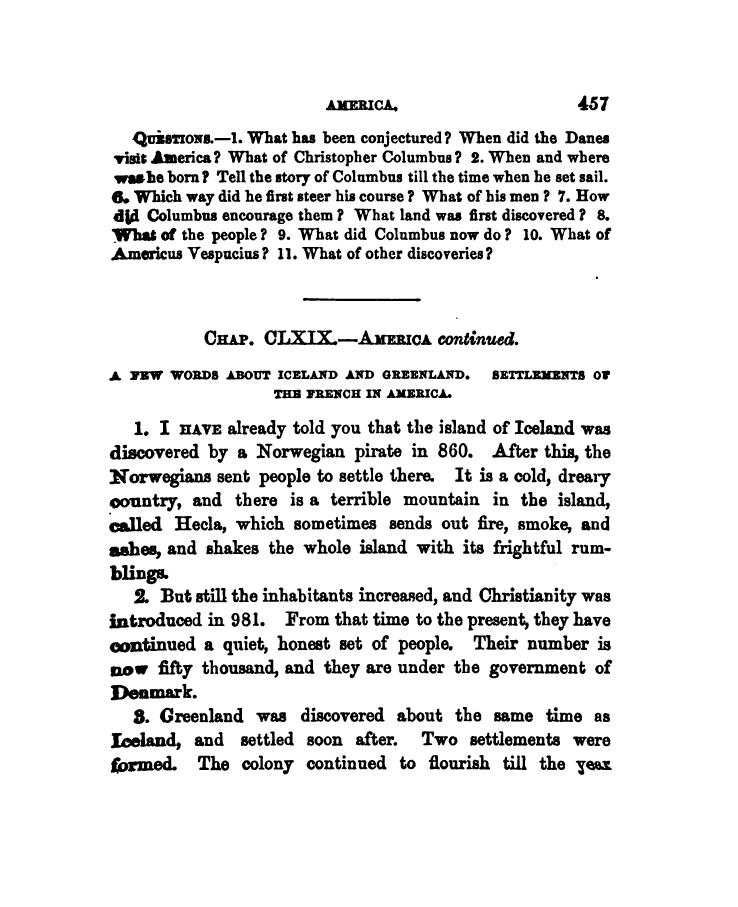 AMERICA. 457
QUESTIONS.—1. What has been conjectured? When did the Danes
visit America? What of Christopher Columbus? 2. When and where
was he born? Tell the story of Columbus till the time when he set sail.
6. Which way did he first steer his course? What of his men? 7. How
did Columbus encourage them? What land was first discovered? 8.
What of the people? 9. What did Columbus now do? 10. What of
Americus Vespucius? 11. What of other discoveries?
CHAP. CLXIX.—AMERICA continued.
A FEW WORDS ABOUT ICELAND AND GREENLAND. SETTLEMENTS OF
THE FRENCH IN AMERICA.
1. I HAVE already told you that the island of Iceland was
discovered by a Norwegian pirate in 860. After this, the
Norwegians sent people to settle there. It is a cold, dreary
country, and there is a terrible mountain in the island,
called Hecla, which sometimes sends out fire, smoke, and
ashes, and shakes the whole island with its frightful rum-
blings.
2. But still the inhabitants increased, and Christianity was
introduced in 981. From that time to the present, they have
continued a quiet, honest set of people. Their number is
now fifty thousand, and they are under the government of
Denmark.
3. Greenland was discovered about the same time as
Iceland, and settled soon after. Two settlements were
formed. The colony continued to flourish till the year